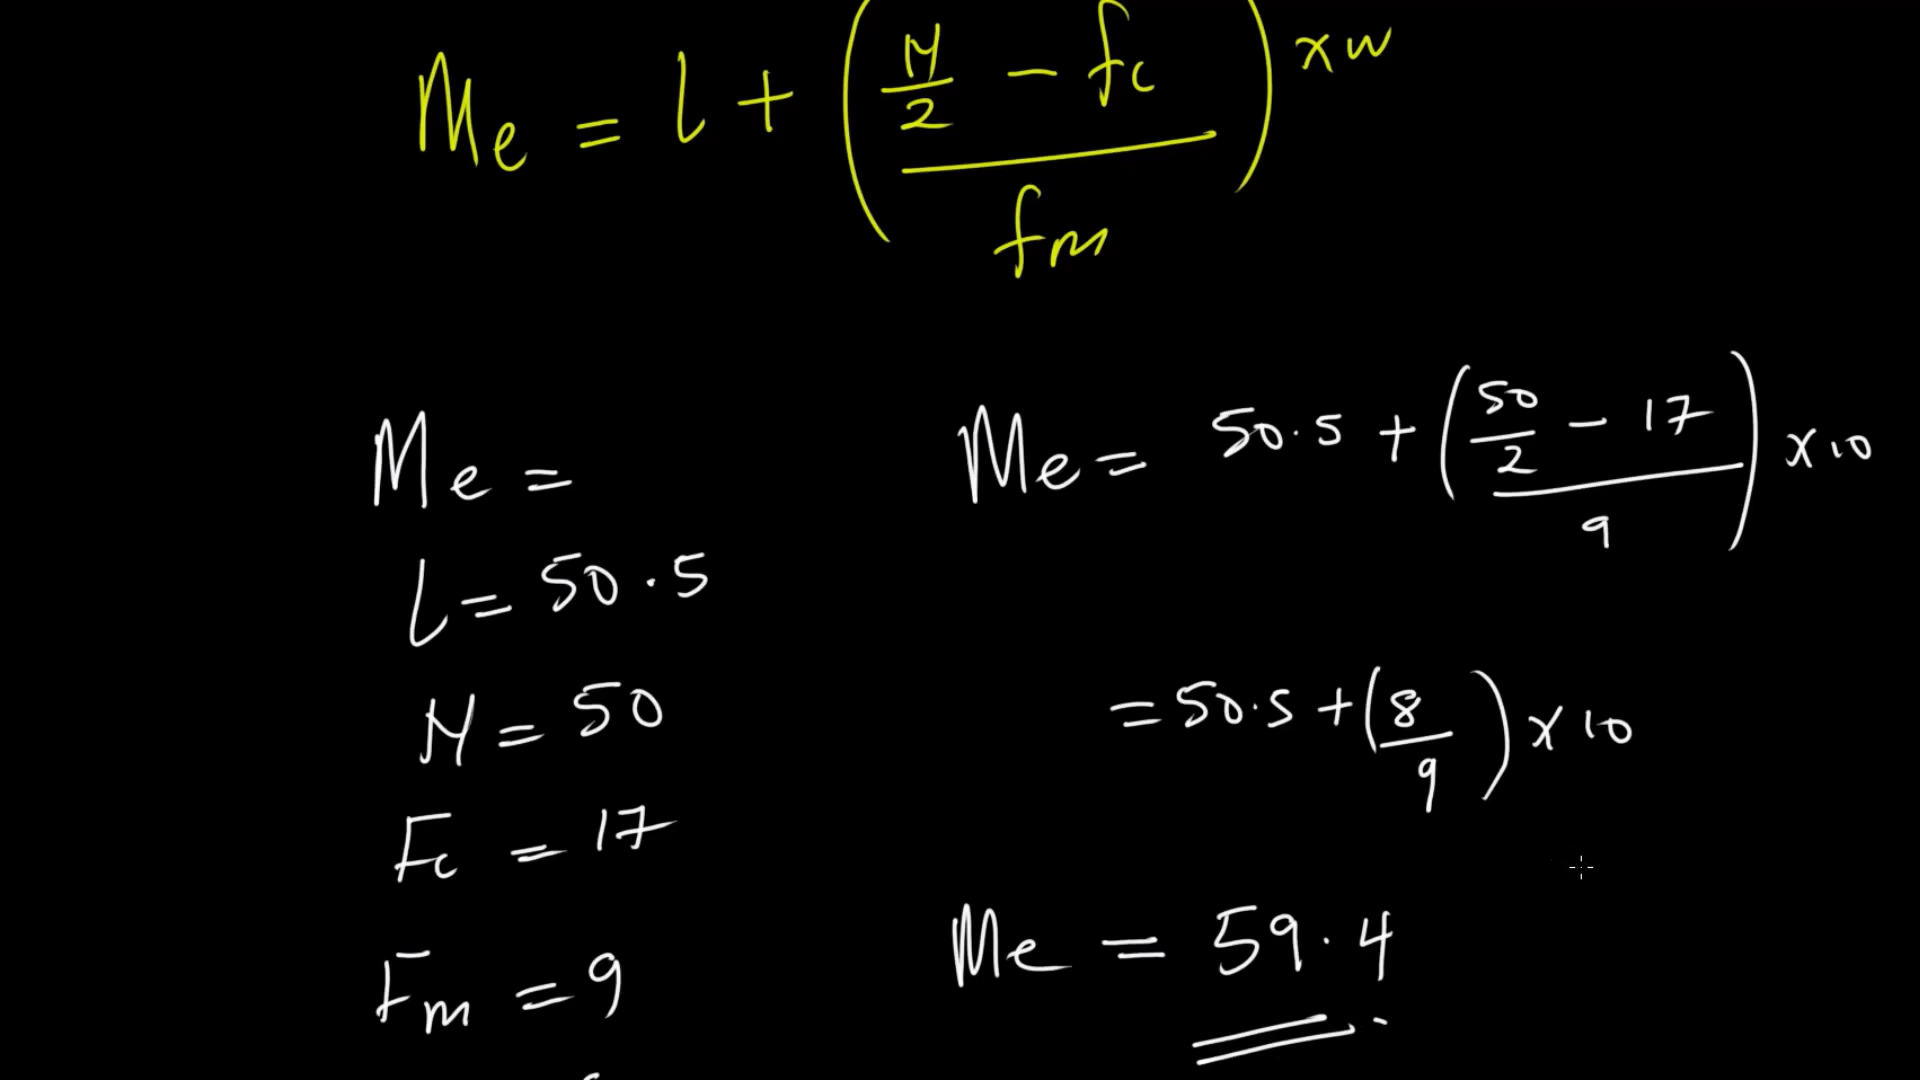 Me = l + (N/2 - fc / fm) x w
Me =
Me = 50.5 + (50/2 - 17 / 9) x 10
l = 50.5
N = 50
= 50.5 + (8/9) x 10
Fc = 17
Me = 59.4
Fm = 9